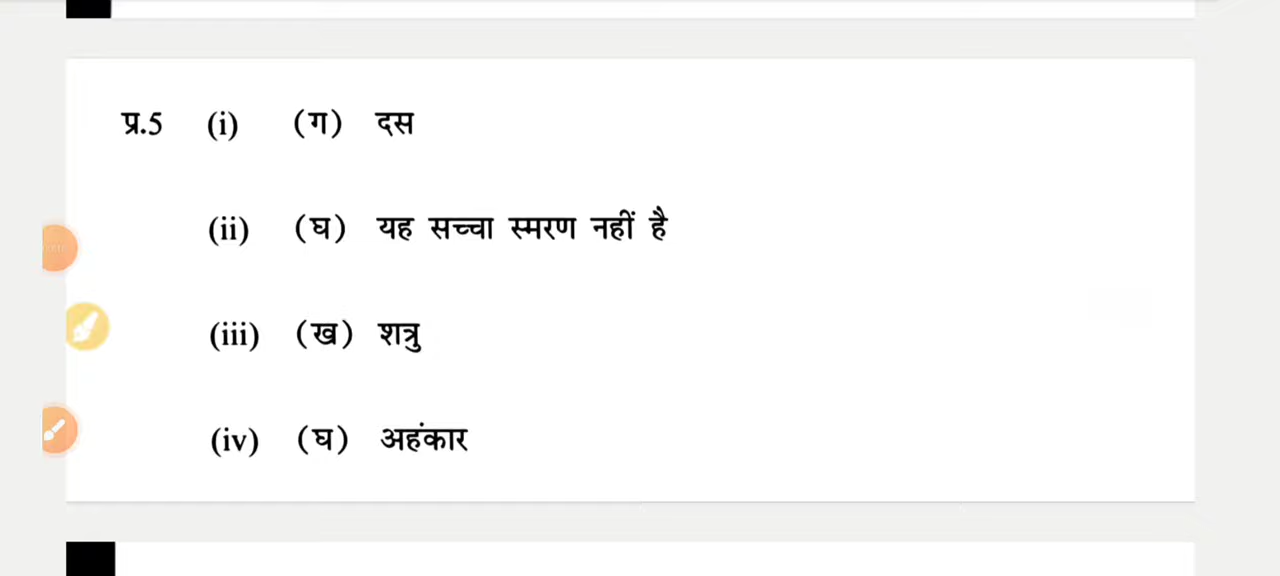 प्र.5 (i) (ग) दस
(ii) (घ) यह सच्चा स्मरण नहीं है
(iii) (ख) शत्रु
(iv) (घ) अहंकार